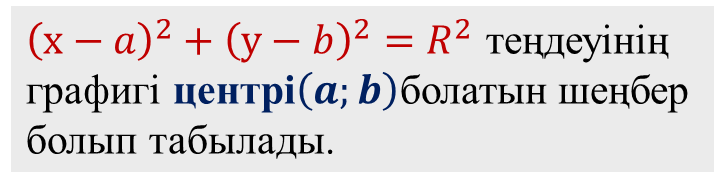 (x − a)² + (y − b)² = R² теңдеуінің
графигі центрі(a; b)болатын шеңбер
болып табылады.